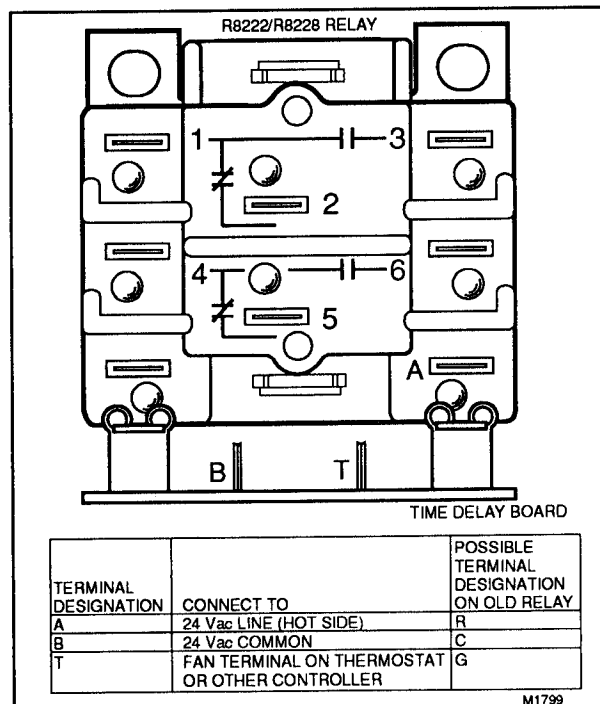 R8222/R8228 RELAY
1 3
2
4 6
5
A
B T
TIME DELAY BOARD
TERMINAL DESIGNATION CONNECT TO POSSIBLE TERMINAL DESIGNATION ON OLD RELAY
A 24 Vac LINE (HOT SIDE) R
B 24 Vac COMMON C
T FAN TERMINAL ON THERMOSTAT OR OTHER CONTROLLER G
M1799